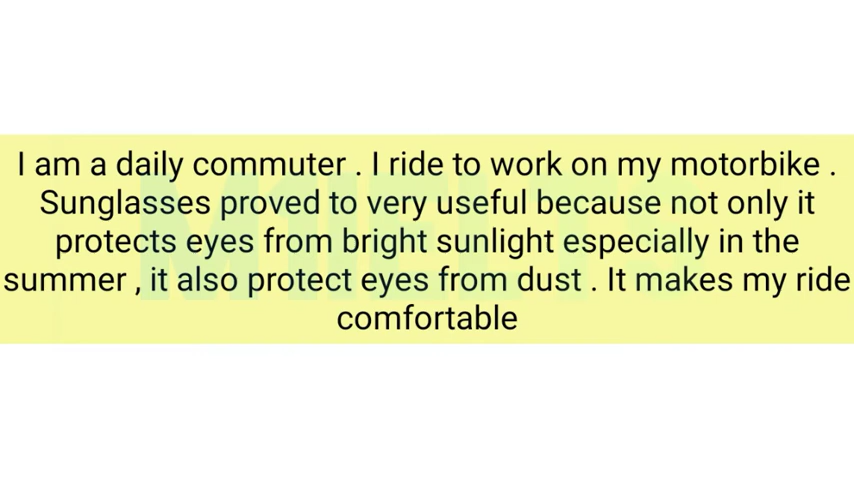 I am a daily commuter . I ride to work on my motorbike .
Sunglasses proved to very useful because not only it
protects eyes from bright sunlight especially in the
summer , it also protect eyes from dust . It makes my ride
comfortable